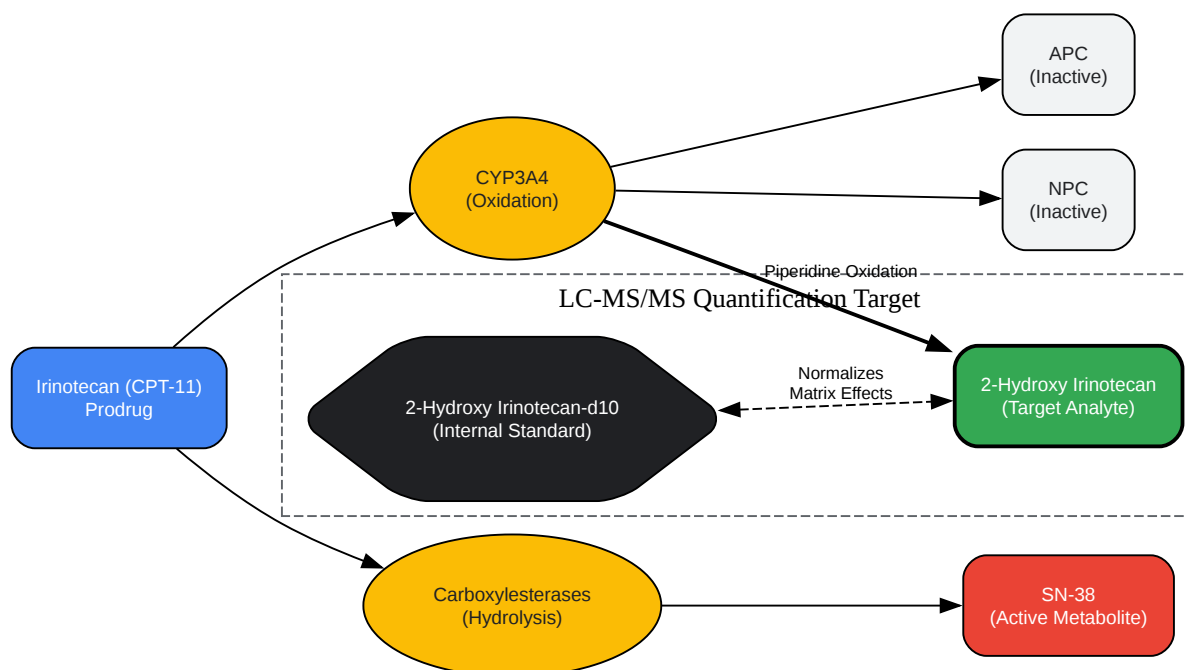 APC
(Inactive)
CYP3A4
(Oxidation)
NPC
(Inactive)
Piperidine Oxidation
LC-MS/MS Quantification Target
Irinotecan (CPT-11)
Prodrug
2-Hydroxy Irinotecan-d10
(Internal Standard)
Normalizes
Matrix Effects
2-Hydroxy Irinotecan
(Target Analyte)
Carboxylesterases
(Hydrolysis)
SN-38
(Active Metabolite)